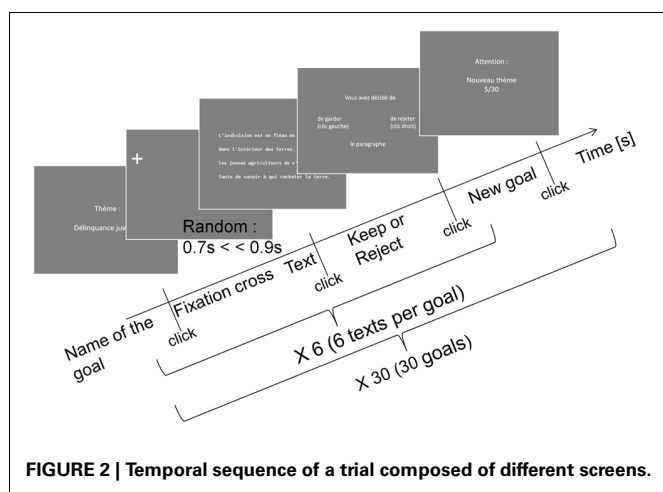 Attention :
Nouveau thème
5/30
Vous avez décidé de
de garder
(clic gauche)
de rejeter
(clic droit)
le paragraphe
L'indivision est un fléau en
dans l'intérieur des terres.
les jeunes agriculteurs de s'
faute de savoir à qui racheter la terre.
+
Thème :
Délinquance juv
Random :
0.7s < < 0.9s
Name of the
goal
click
Fixation cross
Text
click
Keep or
Reject
click
New goal
click
Time [s]
X 6 (6 texts per goal)
X 30 (30 goals)
FIGURE 2 | Temporal sequence of a trial composed of different screens.